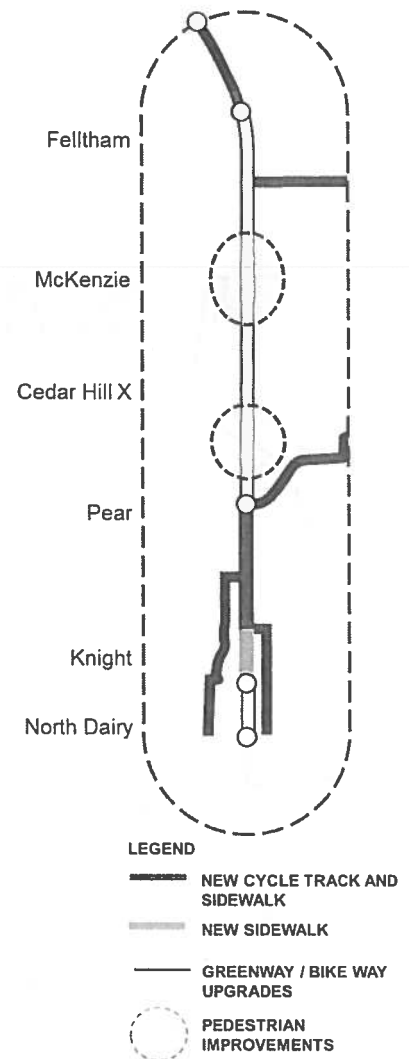 Felltham
McKenzie
Cedar Hill X
Pear
Knight
North Dairy
LEGEND
NEW CYCLE TRACK AND
SIDEWALK
NEW SIDEWALK
GREENWAY / BIKE WAY
UPGRADES
PEDESTRIAN
IMPROVEMENTS